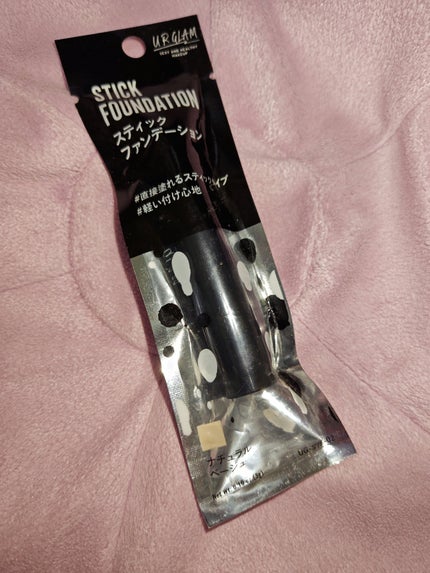 U R GLAM
VERY AND HEALTHY
MAKEUP
STICK
FOUNDATION
スティック
ファンデーション
#直接塗れるスティックタイプ
#軽い付け心地
ナチュラル
ベージュ
Net Wt.